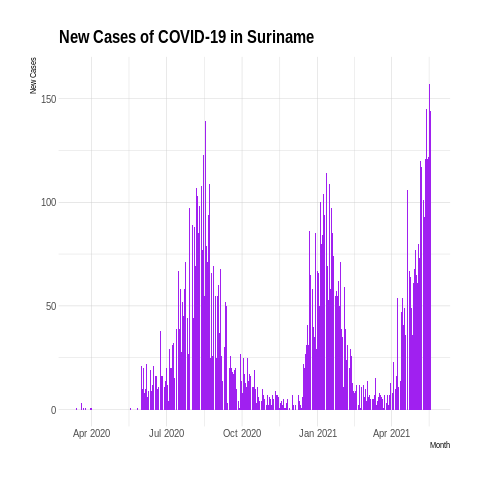 New Cases of COVID-19 in Suriname
New Cases
150
100
50
0
Apr 2020 Jul 2020 Oct 2020 Jan 2021 Apr 2021
Month